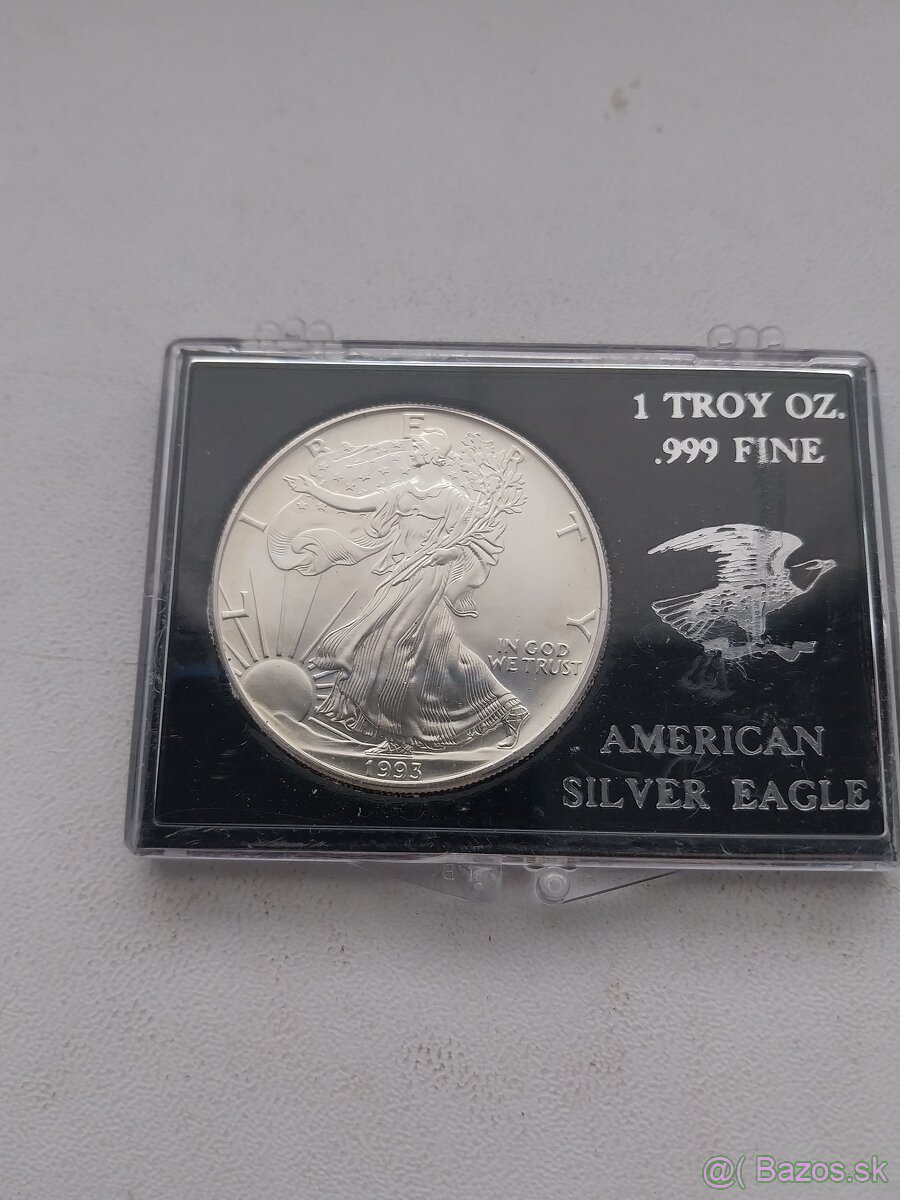 1 TROY OZ.
.999 FINE
LIBERTY
IN GOD
WE TRUST
1993
AMERICAN
SILVER EAGLE
@( Bazos.sk